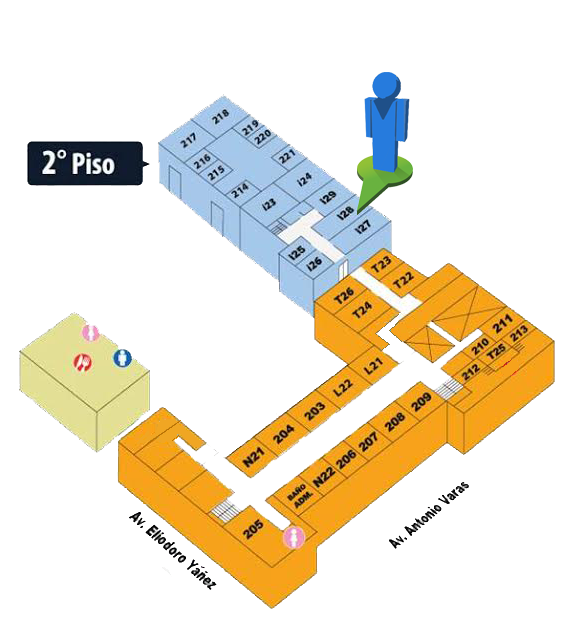 2° Piso
218
217
219
220
216
215
221
214
I24
I23
I29
I28
I27
I25
I26
T23
T22
T26
T24
211
213
210
T25
212
L21
L22
203
204
N21
209
208
207
206
N22
BAÑO
ADM.
205
Av. Antonio Varas
Av. Eliodoro Yáñez